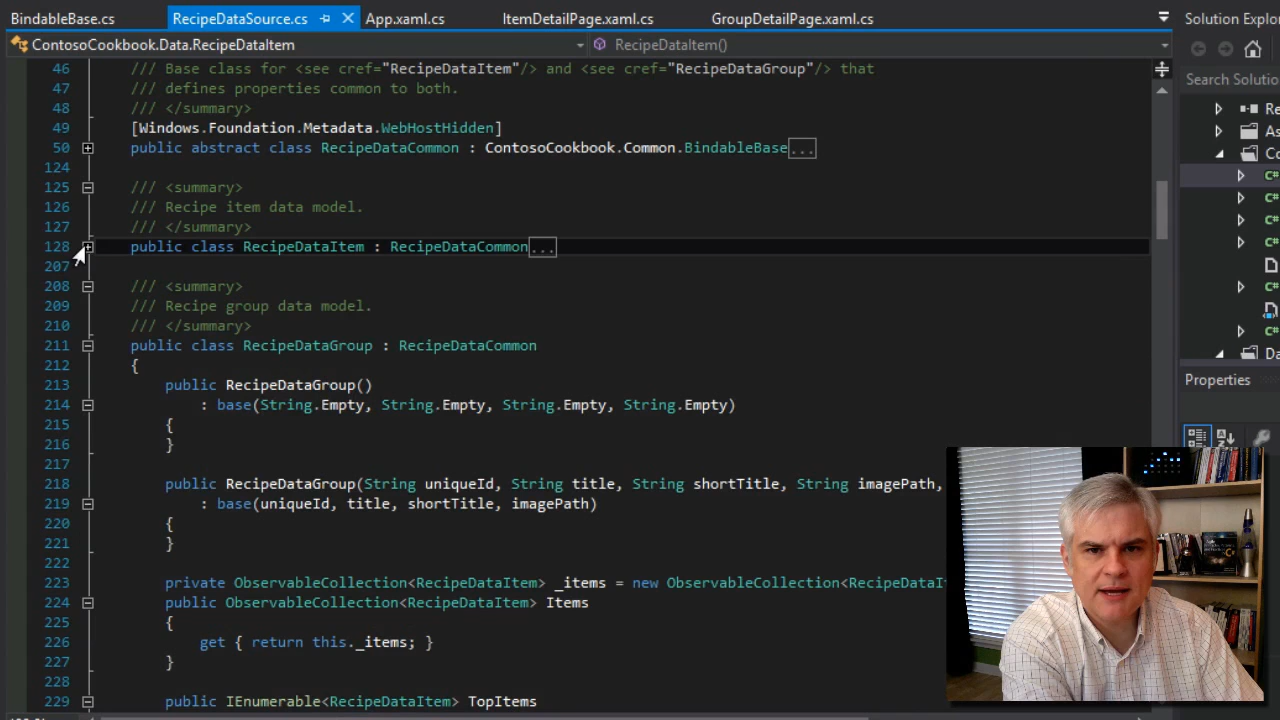 BindableBase.cs RecipeDataSource.cs App.xaml.cs ItemDetailPage.xaml.cs GroupDetailPage.xaml.cs Solution Explo
ContosoCookbook.Data.RecipeDataItem RecipeDataItem()
Search Solutio
46 /// Base class for <see cref="RecipeDataItem"/> and <see cref="RecipeDataGroup"/> that
47 /// defines properties common to both.
48 /// </summary>
49 [Windows.Foundation.Metadata.WebHostHidden]
50 public abstract class RecipeDataCommon : ContosoCookbook.Common.BindableBase...
124
125 /// <summary>
126 /// Recipe item data model.
127 /// </summary>
128 public class RecipeDataItem : RecipeDataCommon...
207
208 /// <summary>
209 /// Recipe group data model.
210 /// </summary>
211 public class RecipeDataGroup : RecipeDataCommon
212 {
213 public RecipeDataGroup()
214 : base(String.Empty, String.Empty, String.Empty, String.Empty)
215 {
216 }
217
218 public RecipeDataGroup(String uniqueId, String title, String shortTitle, String imagePath,
219 : base(uniqueId, title, shortTitle, imagePath)
220 {
221 }
222
223 private ObservableCollection<RecipeDataItem> _items = new ObservableCollection<RecipeDataI
224 public ObservableCollection<RecipeDataItem> Items
225 {
226 get { return this._items; }
227 }
228
229 public IEnumerable<RecipeDataItem> TopItems
Re
As
Co
C#
C#
C#
C#
C#
C#
Da
Properties